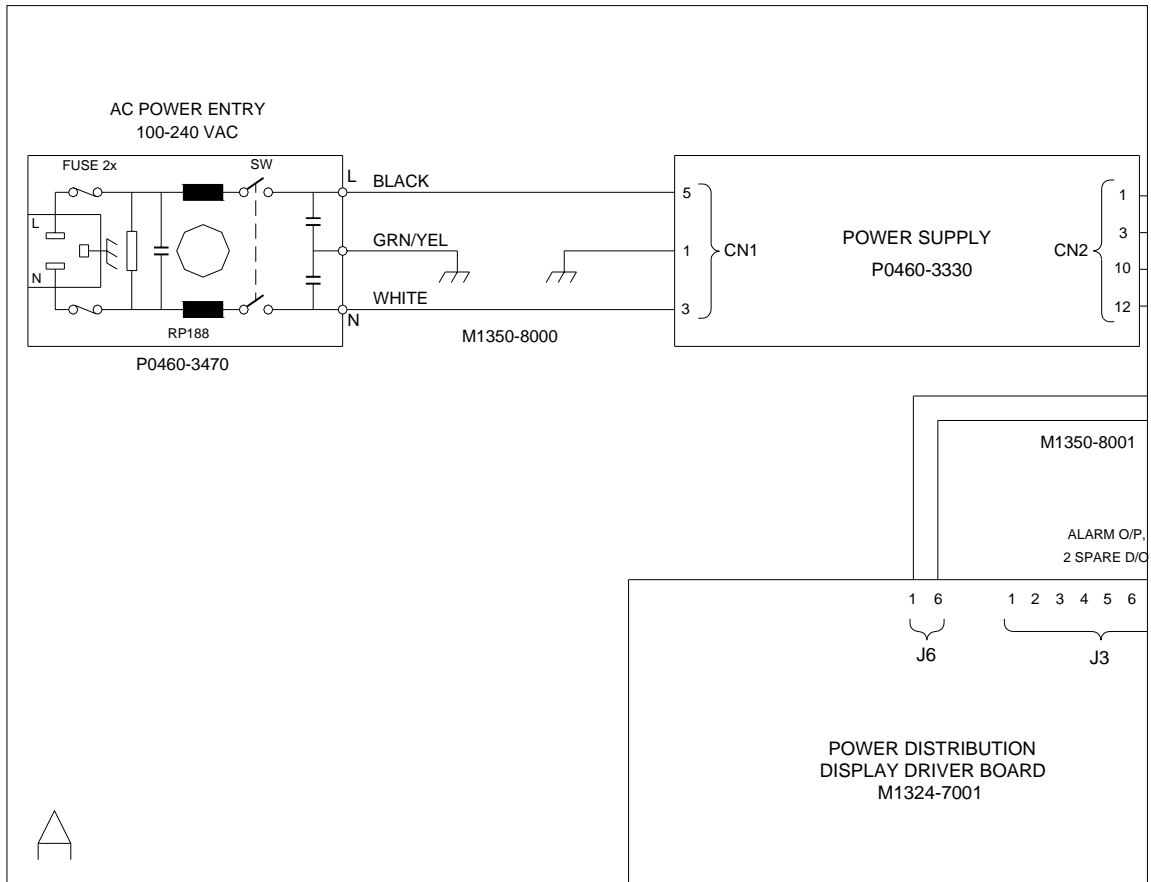 AC POWER ENTRY
100-240 VAC
FUSE 2x
SW
L
BLACK
L
GRN/YEL
N
WHITE
N
RP188
P0460-3470
M1350-8000
5
1
3
CN1
POWER SUPPLY
P0460-3330
CN2
1
3
10
12
M1350-8001
ALARM O/P,
2 SPARE D/O
1 6
1 2 3 4 5 6
J6
J3
POWER DISTRIBUTION
DISPLAY DRIVER BOARD
M1324-7001